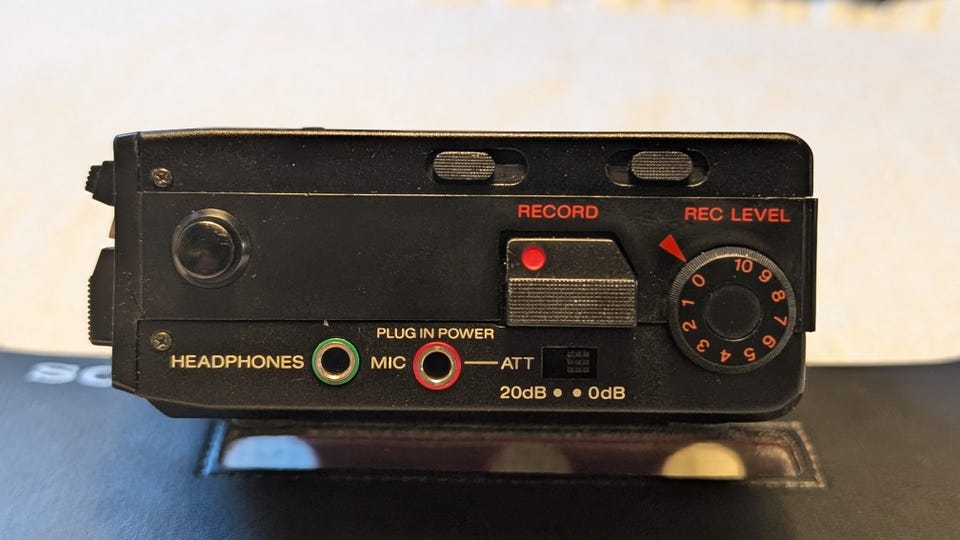 RECORD
REC LEVEL
0 1 2 3 4 5 6 7 8 9 10
PLUG IN POWER
HEADPHONES MIC ATT
20dB 0dB